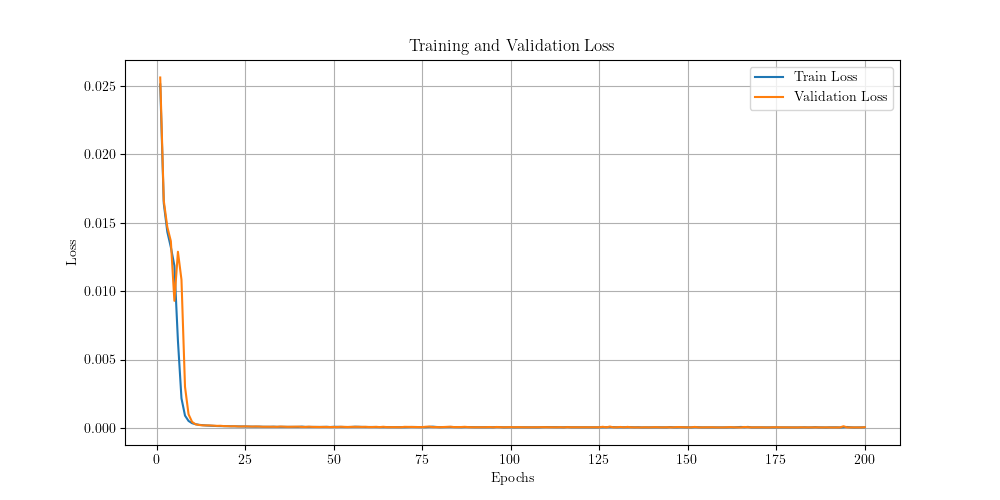 Training and Validation Loss
Train Loss
Validation Loss
0.025
0.020
0.015
0.010
0.005
0.000
Loss
0 25 50 75 100 125 150 175 200
Epochs